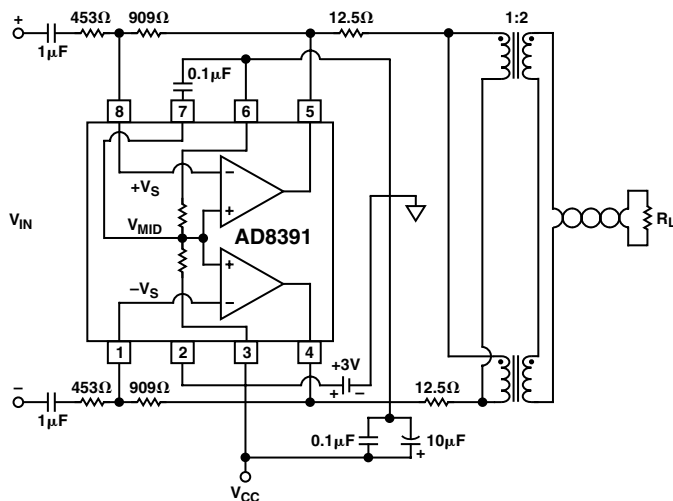 +
453Ω 909Ω 12.5Ω 1:2
1µF
0.1µF
8 7 6 5
+VS
−
VIN
VMID
+
AD8391
RL
+
−VS
−
1 2 3 4
+3V
+ −
−
453Ω 909Ω 12.5Ω
1µF
0.1µF 10µF
+
VCC